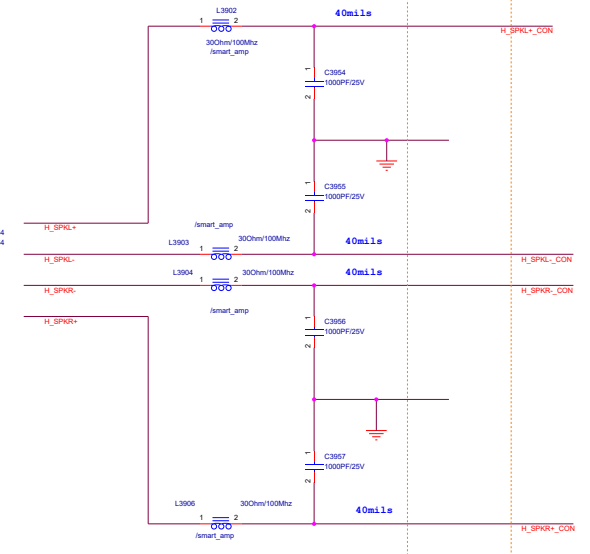 L3902
1 2
40mils
H_SPKL+_CON
30Ohm/100Mhz
/smart_amp
1
C3954
1000PF/25V
2
1
C3955
1000PF/25V
2
4
4
H_SPKL+
/smart_amp
L3903
1 2
30Ohm/100Mhz
40mils
H_SPKL-
H_SPKL-_CON
L3904
1 2
30Ohm/100Mhz
40mils
H_SPKR-
H_SPKR-_CON
/smart_amp
H_SPKR+
1
C3956
1000PF/25V
2
1
C3957
1000PF/25V
2
L3906
1 2
30Ohm/100Mhz
40mils
H_SPKR+_CON
/smart_amp